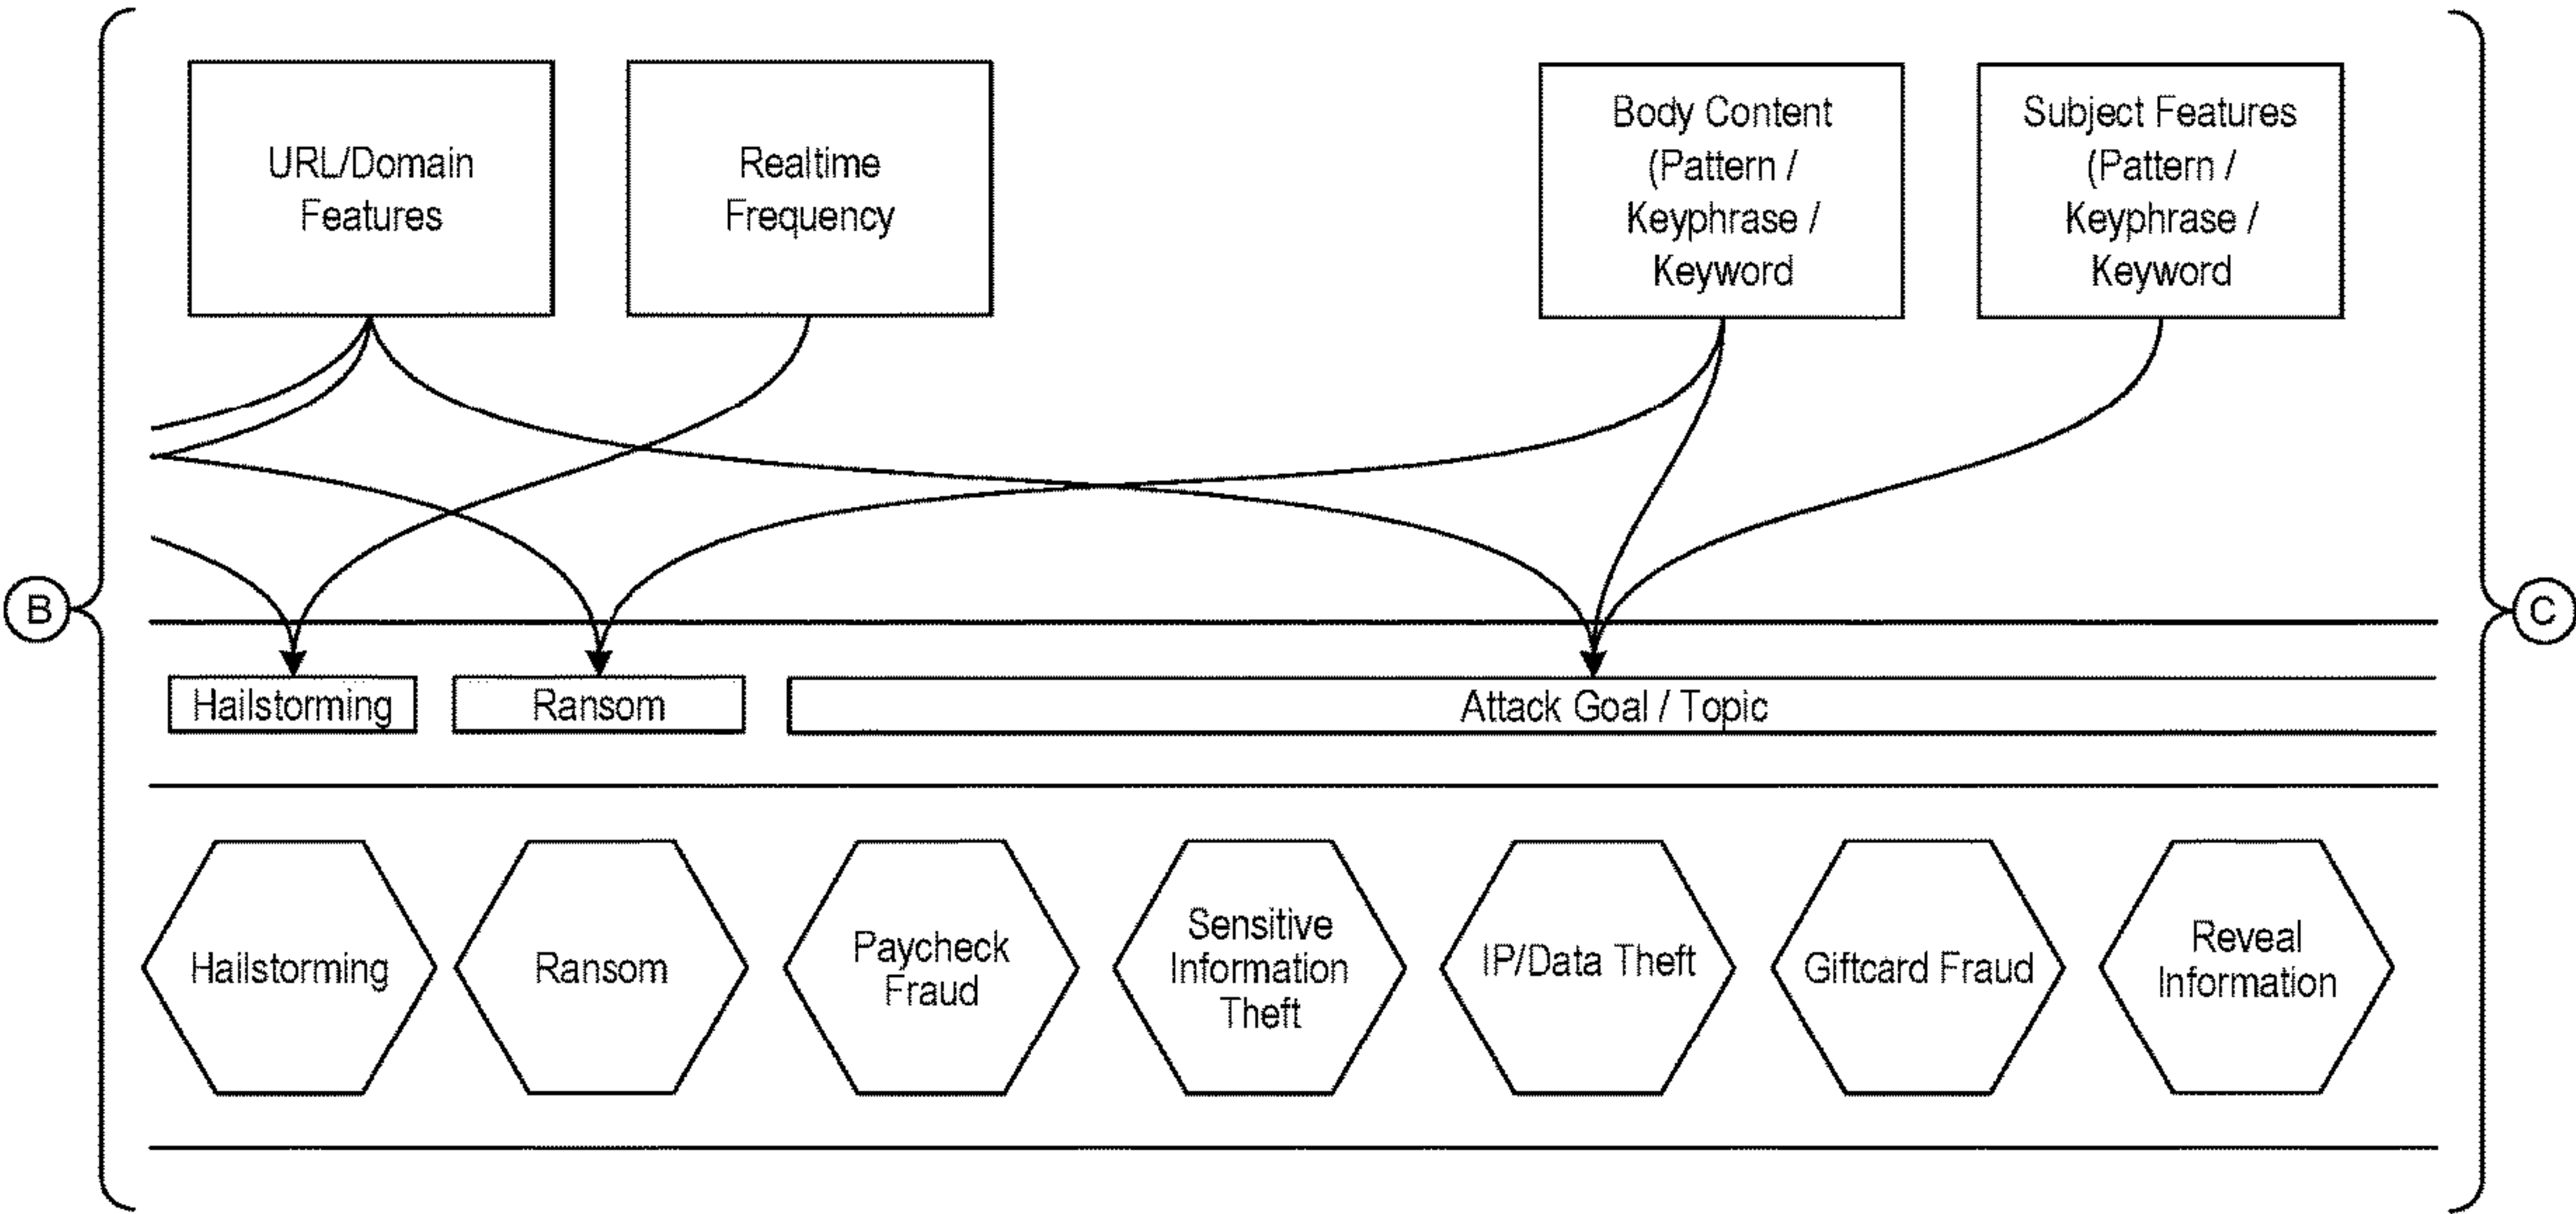 URL/Domain
Features
Realtime
Frequency
Body Content
(Pattern /
Keyphrase /
Keyword
Subject Features
(Pattern /
Keyphrase /
Keyword
B
C
Hailstorming
Ransom
Attack Goal / Topic
Hailstorming
Ransom
Paycheck
Fraud
Sensitive
Information
Theft
IP/Data Theft
Giftcard Fraud
Reveal
Information